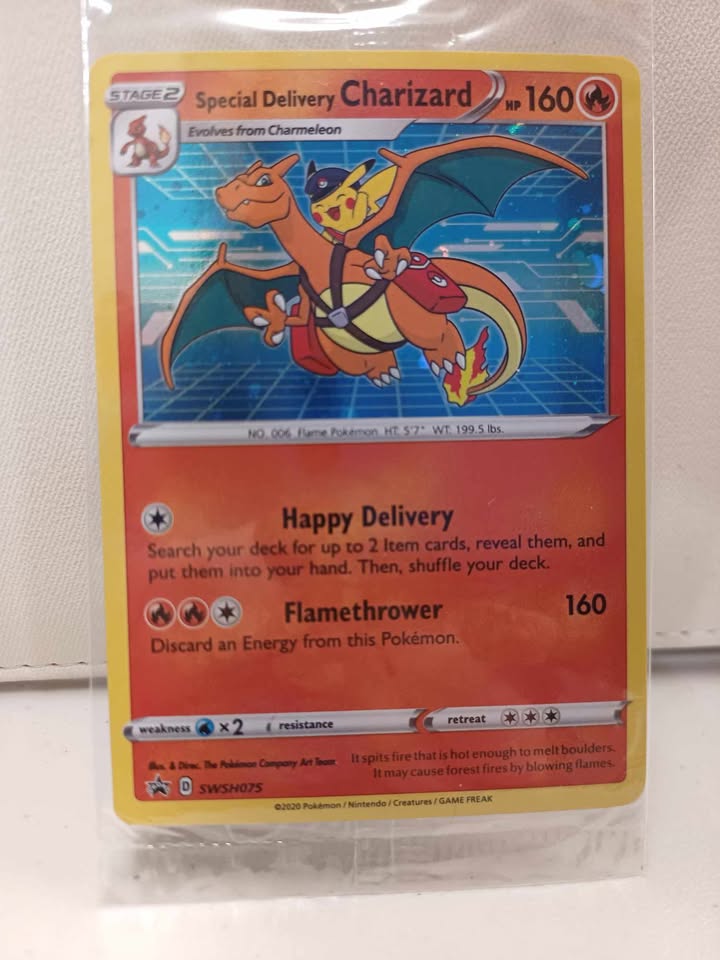 STAGE 2
Special Delivery Charizard HP 160
Evolves from Charmeleon
NO. 006 Flame Pokémon HT: 5'7" WT: 199.5 lbs.
Happy Delivery
Search your deck for up to 2 Item cards, reveal them, and
put them into your hand. Then, shuffle your deck.
Flamethrower 160
Discard an Energy from this Pokémon.
weakness ×2 resistance retreat
Illus. & Direc. The Pokémon Company Art Team
It spits fire that is hot enough to melt boulders.
It may cause forest fires by blowing flames.
D SWSH075
©2020 Pokémon / Nintendo / Creatures / GAME FREAK